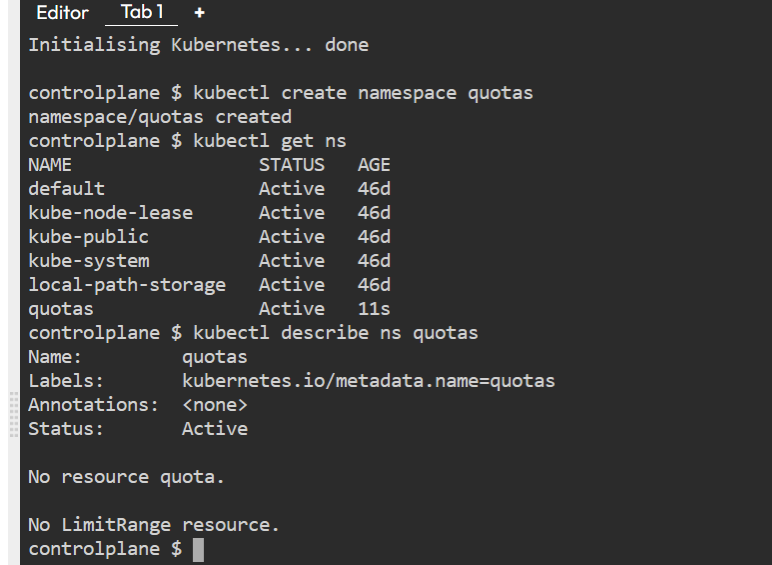 Editor Tab 1 +
Initialising Kubernetes... done
controlplane $ kubectl create namespace quotas
namespace/quotas created
controlplane $ kubectl get ns
NAME STATUS AGE
default Active 46d
kube-node-lease Active 46d
kube-public Active 46d
kube-system Active 46d
local-path-storage Active 46d
quotas Active 11s
controlplane $ kubectl describe ns quotas
Name: quotas
Labels: kubernetes.io/metadata.name=quotas
Annotations: <none>
Status: Active
No resource quota.
No LimitRange resource.
controlplane $